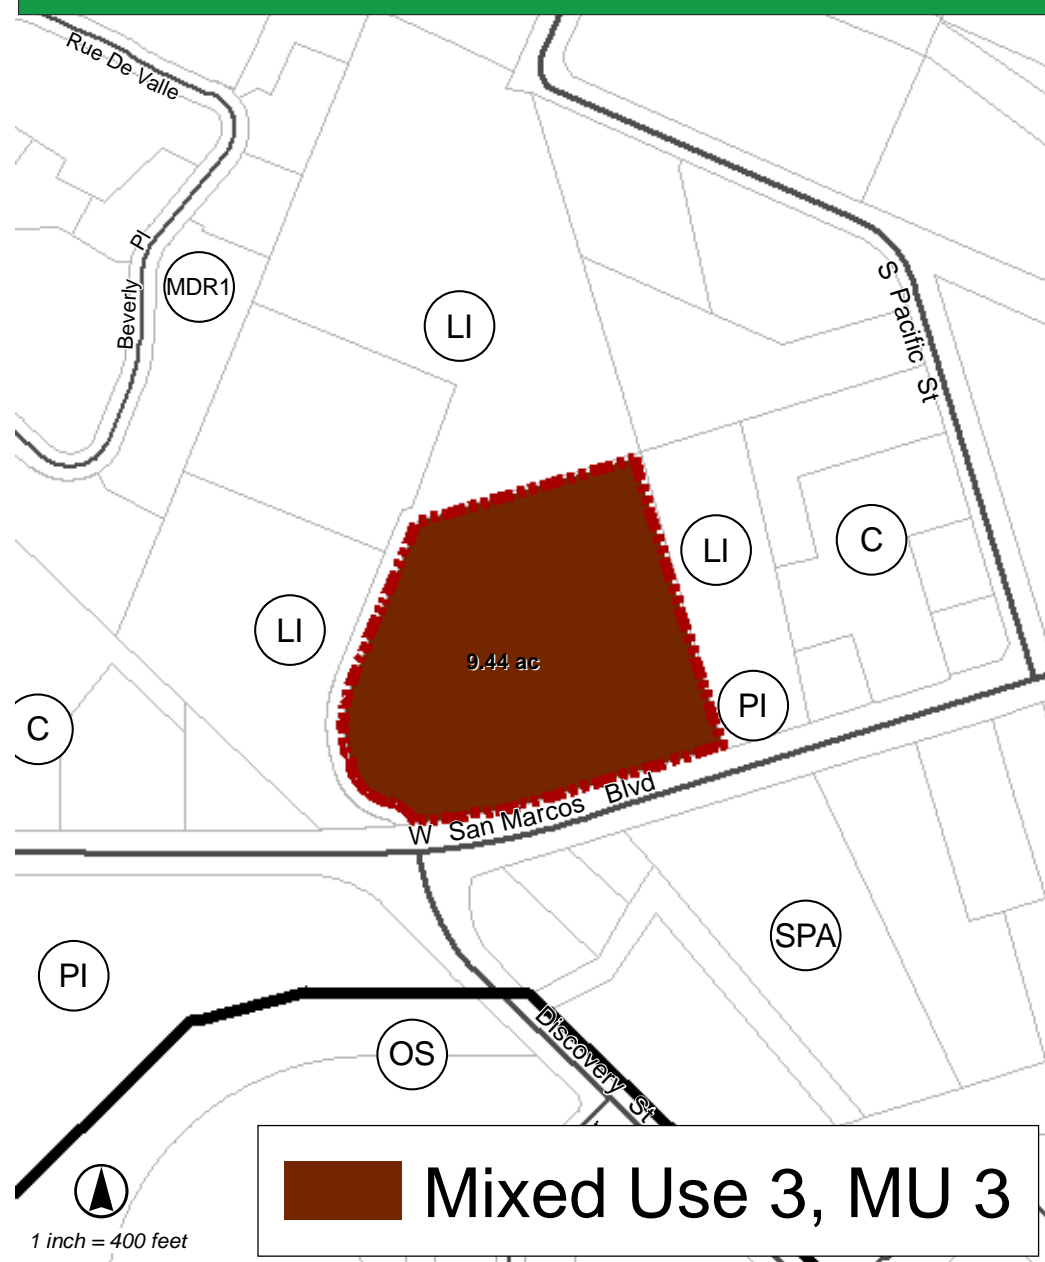 Rue De Valle
Beverly Pl
MDR1
LI
S Pacific St
LI
C
LI
9.44 ac
C
PI
W San Marcos Blvd
SPA
PI
Discovery St
OS
Mixed Use 3, MU 3
1 inch = 400 feet